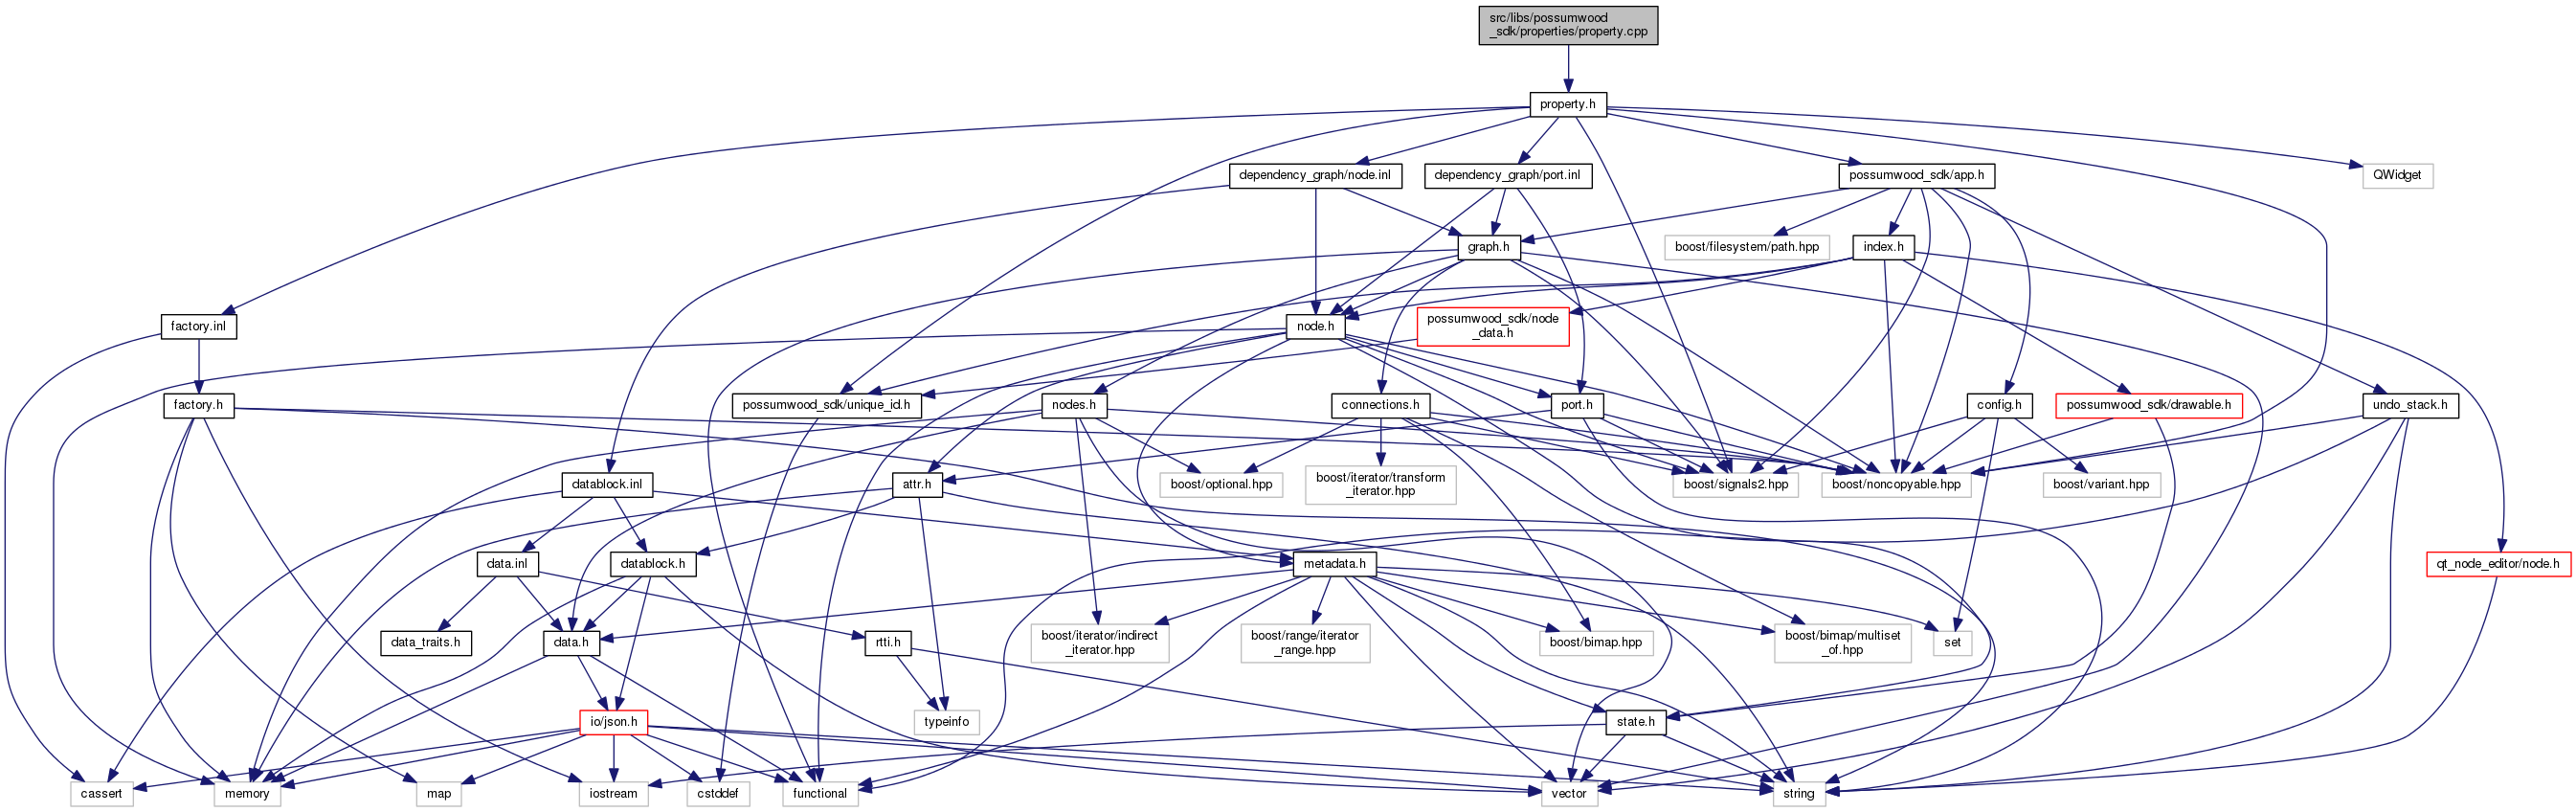 src/libs/possumwood
_sdk/properties/property.cpp
property.h
dependency_graph/node.inl
dependency_graph/port.inl
possumwood_sdk/app.h
QWidget
graph.h
boost/filesystem/path.hpp
index.h
factory.inl
node.h
possumwood_sdk/node
_data.h
factory.h
possumwood_sdk/unique_id.h
nodes.h
connections.h
port.h
config.h
possumwood_sdk/drawable.h
undo_stack.h
datablock.inl
attr.h
boost/optional.hpp
boost/iterator/transform
_iterator.hpp
boost/signals2.hpp
boost/noncopyable.hpp
boost/variant.hpp
data.inl
datablock.h
metadata.h
qt_node_editor/node.h
data_traits.h
data.h
rtti.h
boost/iterator/indirect
_iterator.hpp
boost/range/iterator
_range.hpp
boost/bimap.hpp
boost/bimap/multiset
_of.hpp
set
io/json.h
typeinfo
state.h
cassert
memory
map
iostream
cstddef
functional
vector
string